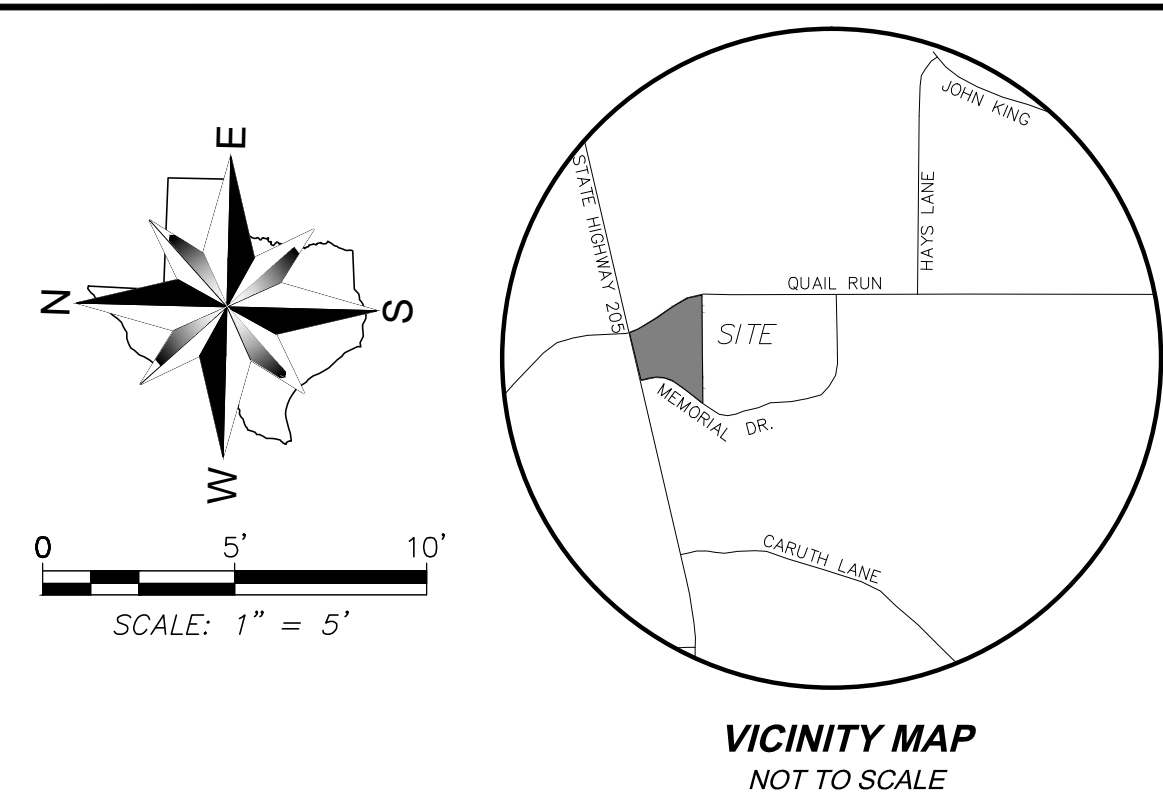 E
N
S
W
0 5' 10'
SCALE: 1" = 5'
JOHN KING
STATE HIGHWAY 205
HAYS LANE
QUAIL RUN
SITE
MEMORIAL DR.
CARUTH LANE
VICINITY MAP
NOT TO SCALE